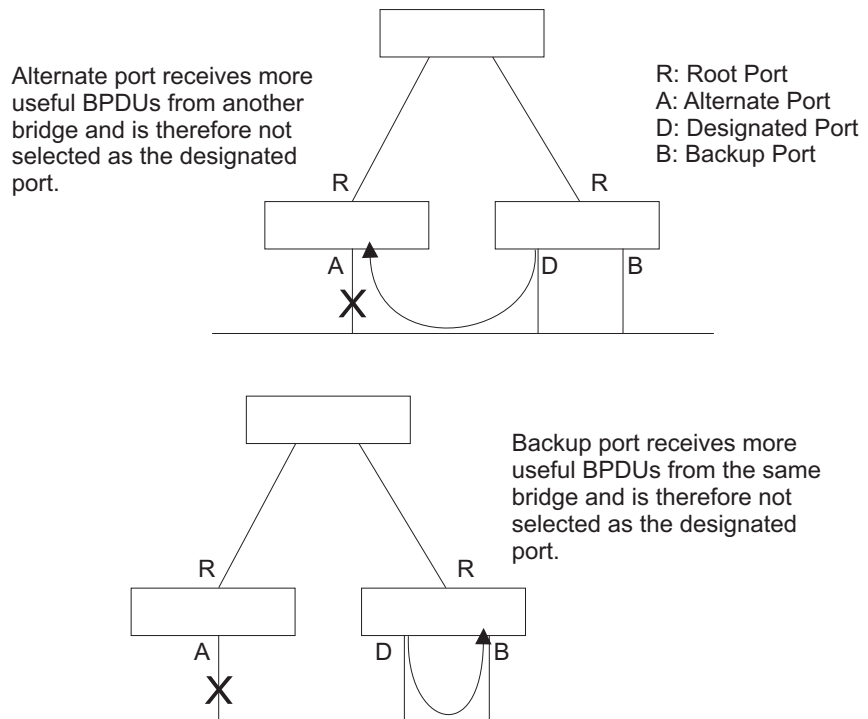 Alternate port receives more
useful BPDUs from another
bridge and is therefore not
selected as the designated
port.
R: Root Port
A: Alternate Port
D: Designated Port
B: Backup Port
R
R
A
D
B
X
Backup port receives more
useful BPDUs from the same
bridge and is therefore not
selected as the designated
port.
R
R
A
D
B
X